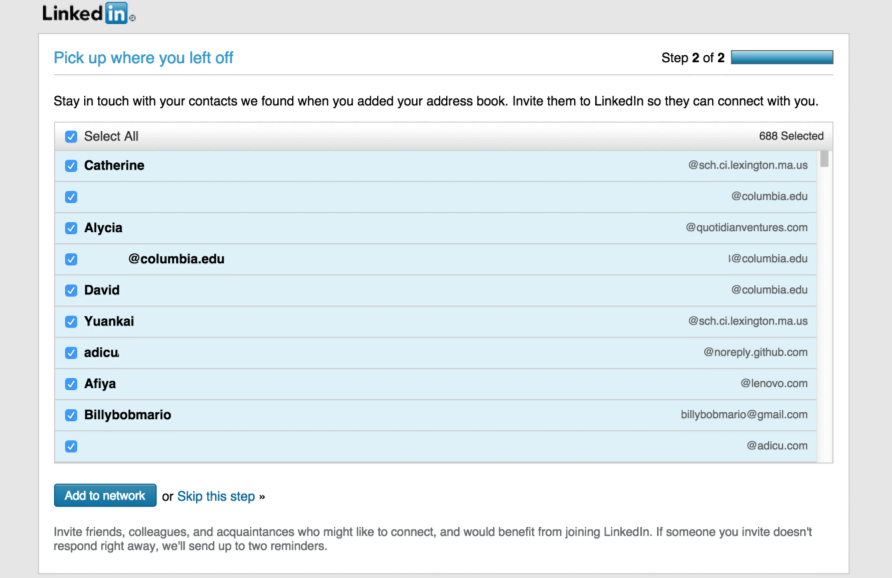 Linked in
Pick up where you left off
Step 2 of 2
Stay in touch with your contacts we found when you added your address book. Invite them to LinkedIn so they can connect with you.
Select All 688 Selected
Catherine @sch.ci.lexington.ma.us
@columbia.edu
Alycia @quotidianventures.com
@columbia.edu @columbia.edu
David @columbia.edu
Yuankai @sch.ci.lexington.ma.us
adicu @noreply.github.com
Afiya @lenovo.com
Billybobmario billybobmario@gmail.com
@adicu.com
Add to network or Skip this step »
Invite friends, colleagues, and acquaintances who might like to connect, and would benefit from joining LinkedIn. If someone you invite doesn't
respond right away, we'll send up to two reminders.